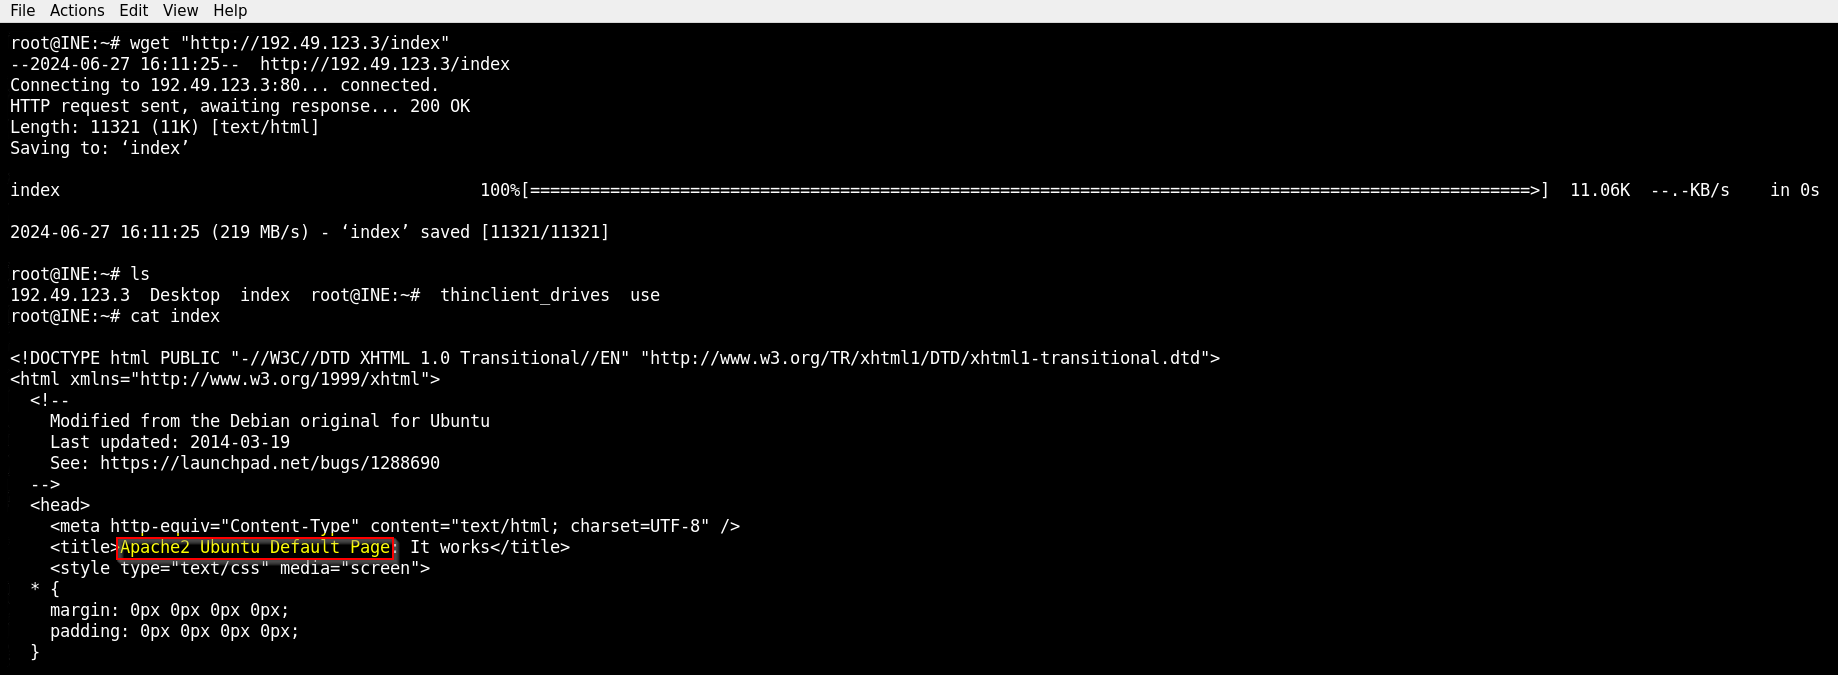 File Actions Edit View Help
root@INE:~# wget "http://192.49.123.3/index"
--2024-06-27 16:11:25--  http://192.49.123.3/index
Connecting to 192.49.123.3:80... connected.
HTTP request sent, awaiting response... 200 OK
Length: 11321 (11K) [text/html]
Saving to: ‘index’
index 100%[====================================================================================================>] 11.06K --.-KB/s in 0s
2024-06-27 16:11:25 (219 MB/s) - ‘index’ saved [11321/11321]
root@INE:~# ls
192.49.123.3  Desktop  index  root@INE:~#  thinclient_drives  use
root@INE:~# cat index
<!DOCTYPE html PUBLIC "-//W3C//DTD XHTML 1.0 Transitional//EN" "http://www.w3.org/TR/xhtml1/DTD/xhtml1-transitional.dtd">
<html xmlns="http://www.w3.org/1999/xhtml">
  <!--
    Modified from the Debian original for Ubuntu
    Last updated: 2014-03-19
    See: https://launchpad.net/bugs/1288690
  -->
  <head>
    <meta http-equiv="Content-Type" content="text/html; charset=UTF-8" />
    <title>Apache2 Ubuntu Default Page: It works</title>
    <style type="text/css" media="screen">
  * {
    margin: 0px 0px 0px 0px;
    padding: 0px 0px 0px 0px;
  }